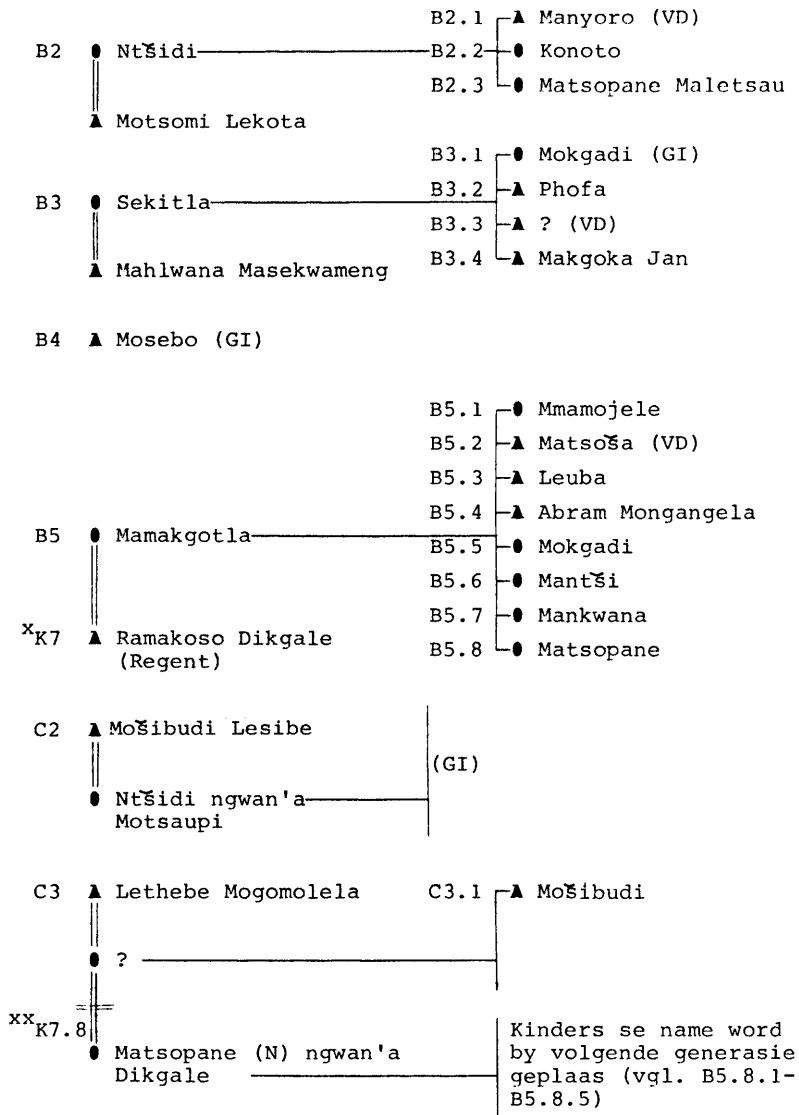 B2.1 Manyoro (VD)
B2 Ntšidi B2.2 Konoto
B2.3 Matsopane Maletsau
Motsomi Lekota
B3.1 Mokgadi (GI)
B3.2 Phofa
B3 Sekitla B3.3 ? (VD)
B3.4 Makgoka Jan
Mahlwana Masekwameng
B4 Mosebo (GI)
B5.1 Mmamojele
B5.2 Matsoša (VD)
B5.3 Leuba
B5.4 Abram Mongangela
B5 Mamakgotla B5.5 Mokgadi
B5.6 Mantši
B5.7 Mankwana
xK7 Ramakoso Dikgale B5.8 Matsopane
(Regent)
C2 Mošibudi Lesibe
(GI)
Ntšidi ngwan'a
Motsaupi
C3 Lethebe Mogomolela C3.1 Mošibudi
?
xxK7.8
Matsopane (N) ngwan'a
Dikgale
Kinders se name word
by volgende generasie
geplaas (vgl. B5.8.1-
B5.8.5)